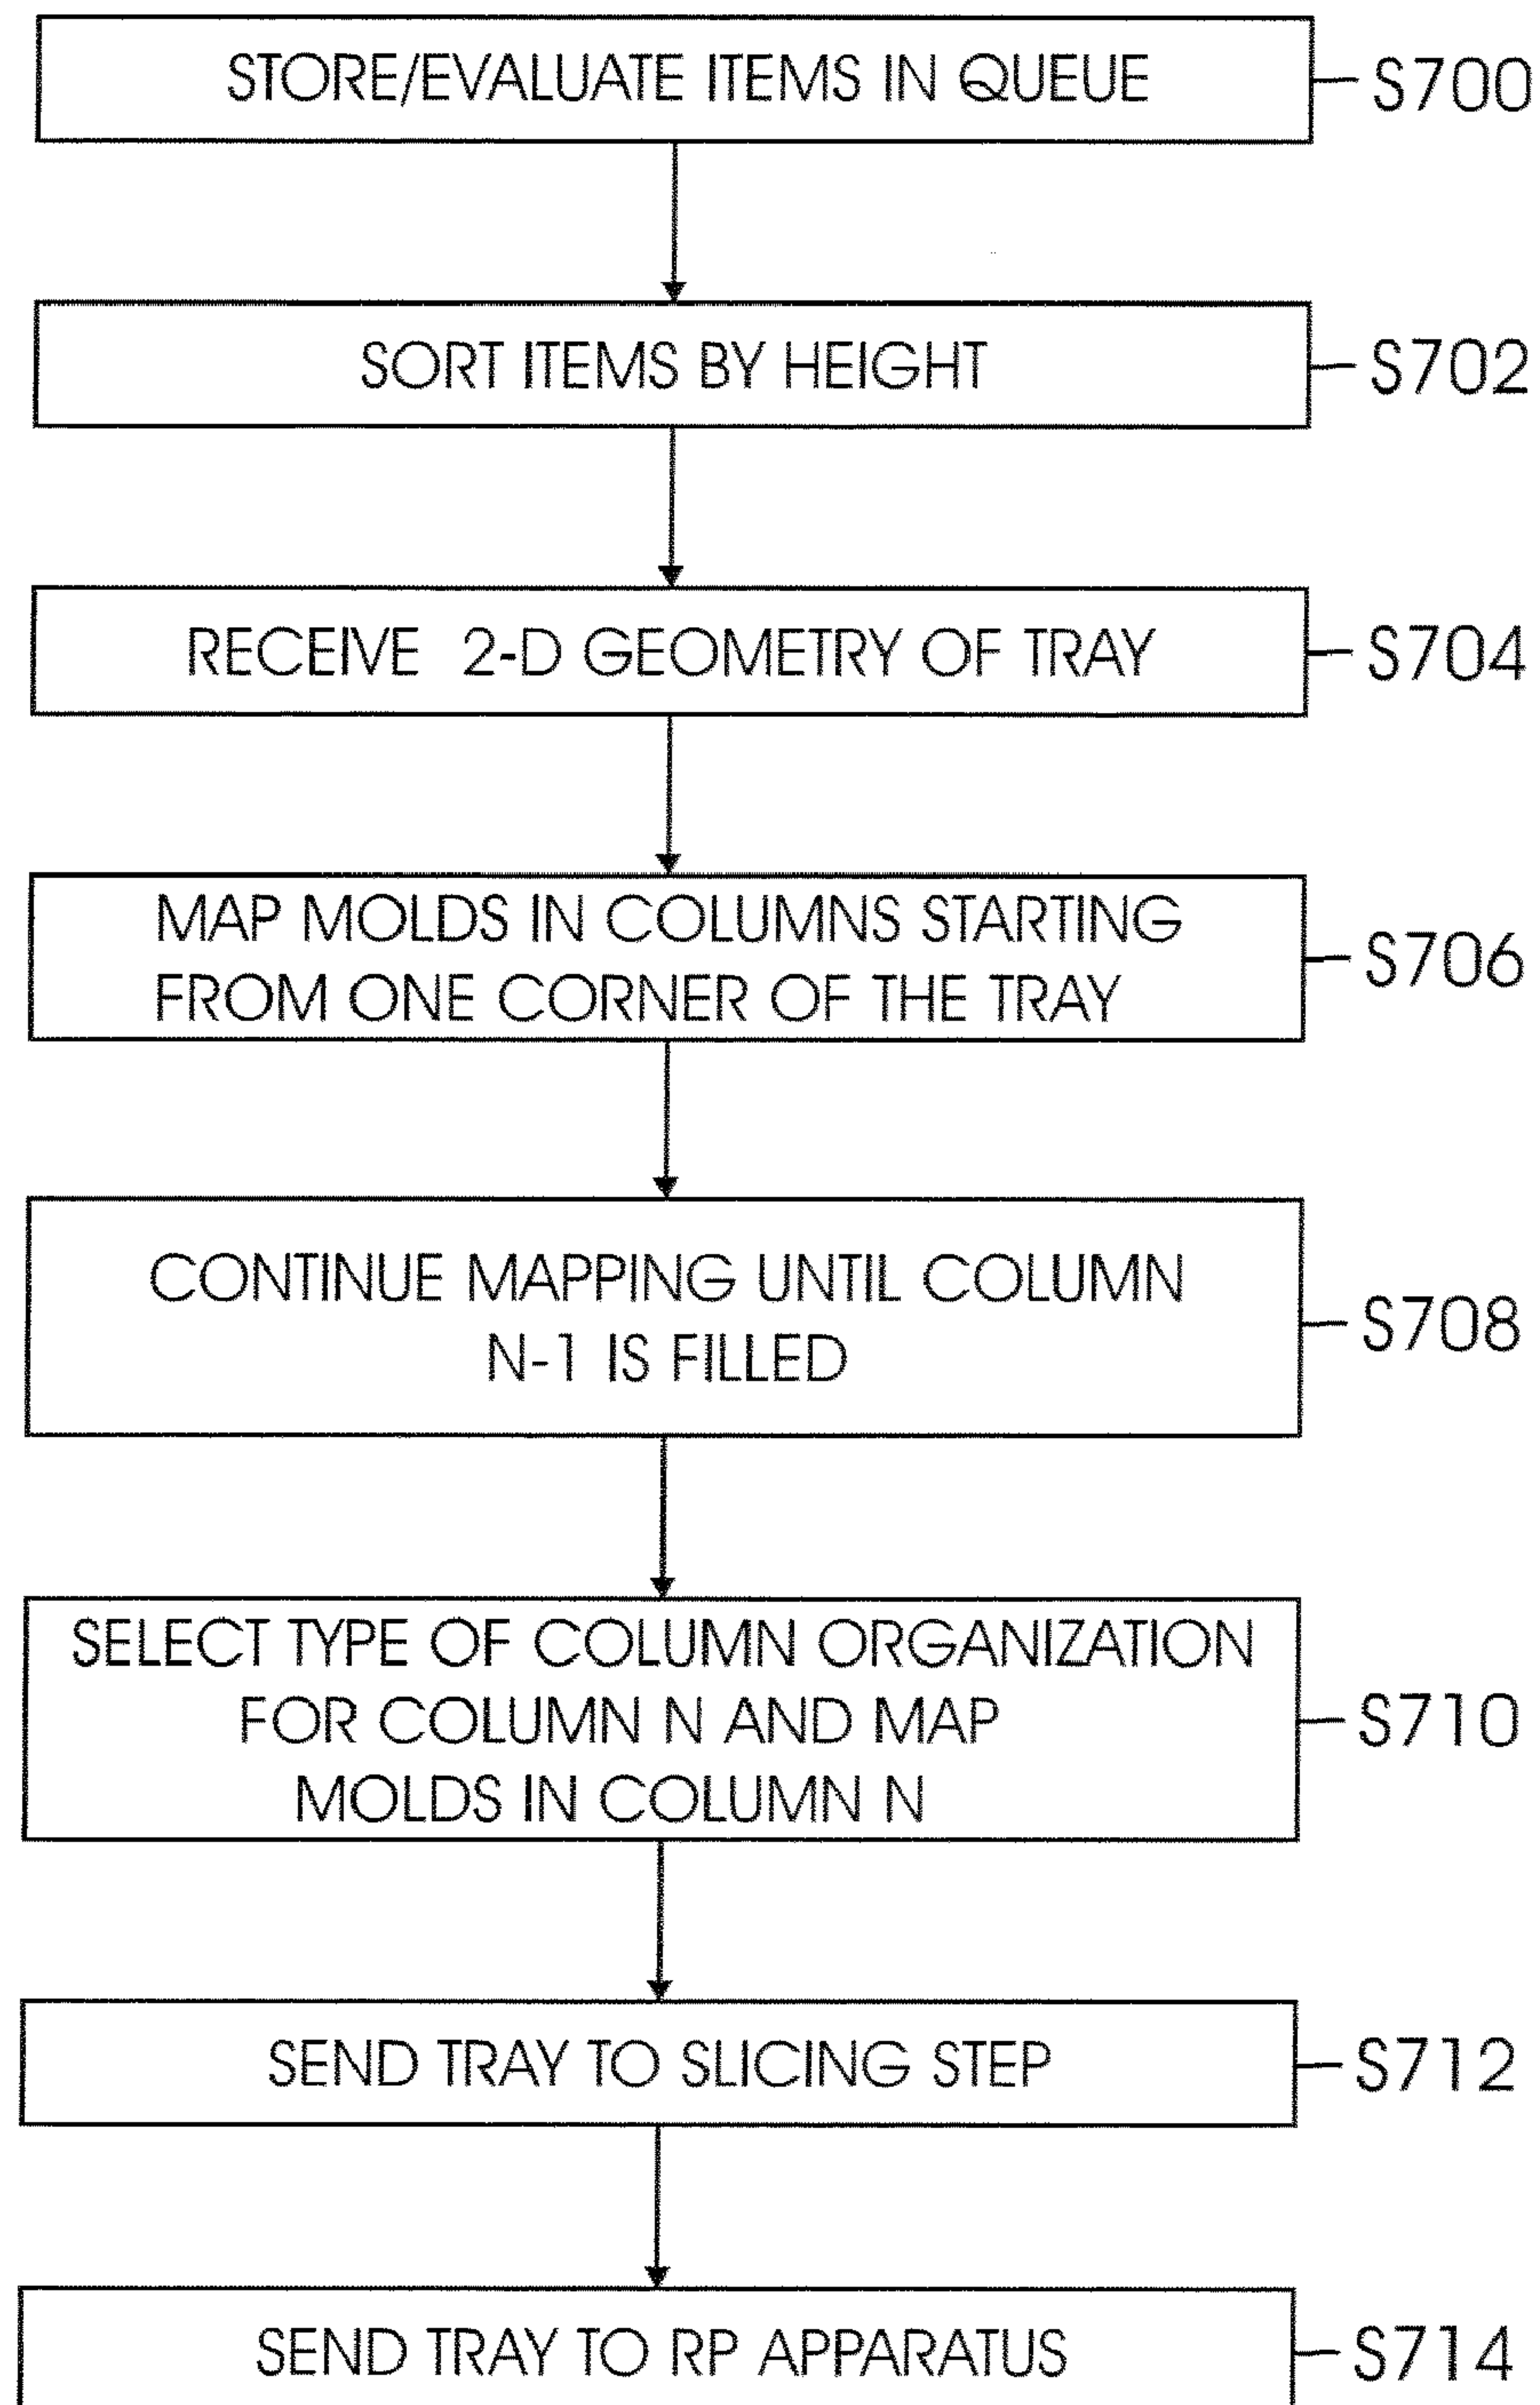 STORE/EVALUATE ITEMS IN QUEUE
S700
SORT ITEMS BY HEIGHT
S702
RECEIVE 2-D GEOMETRY OF TRAY
S704
MAP MOLDS IN COLUMNS STARTING
FROM ONE CORNER OF THE TRAY
S706
CONTINUE MAPPING UNTIL COLUMN
N-1 IS FILLED
S708
SELECT TYPE OF COLUMN ORGANIZATION
FOR COLUMN N AND MAP
MOLDS IN COLUMN N
S710
SEND TRAY TO SLICING STEP
S712
SEND TRAY TO RP APPARATUS
S714